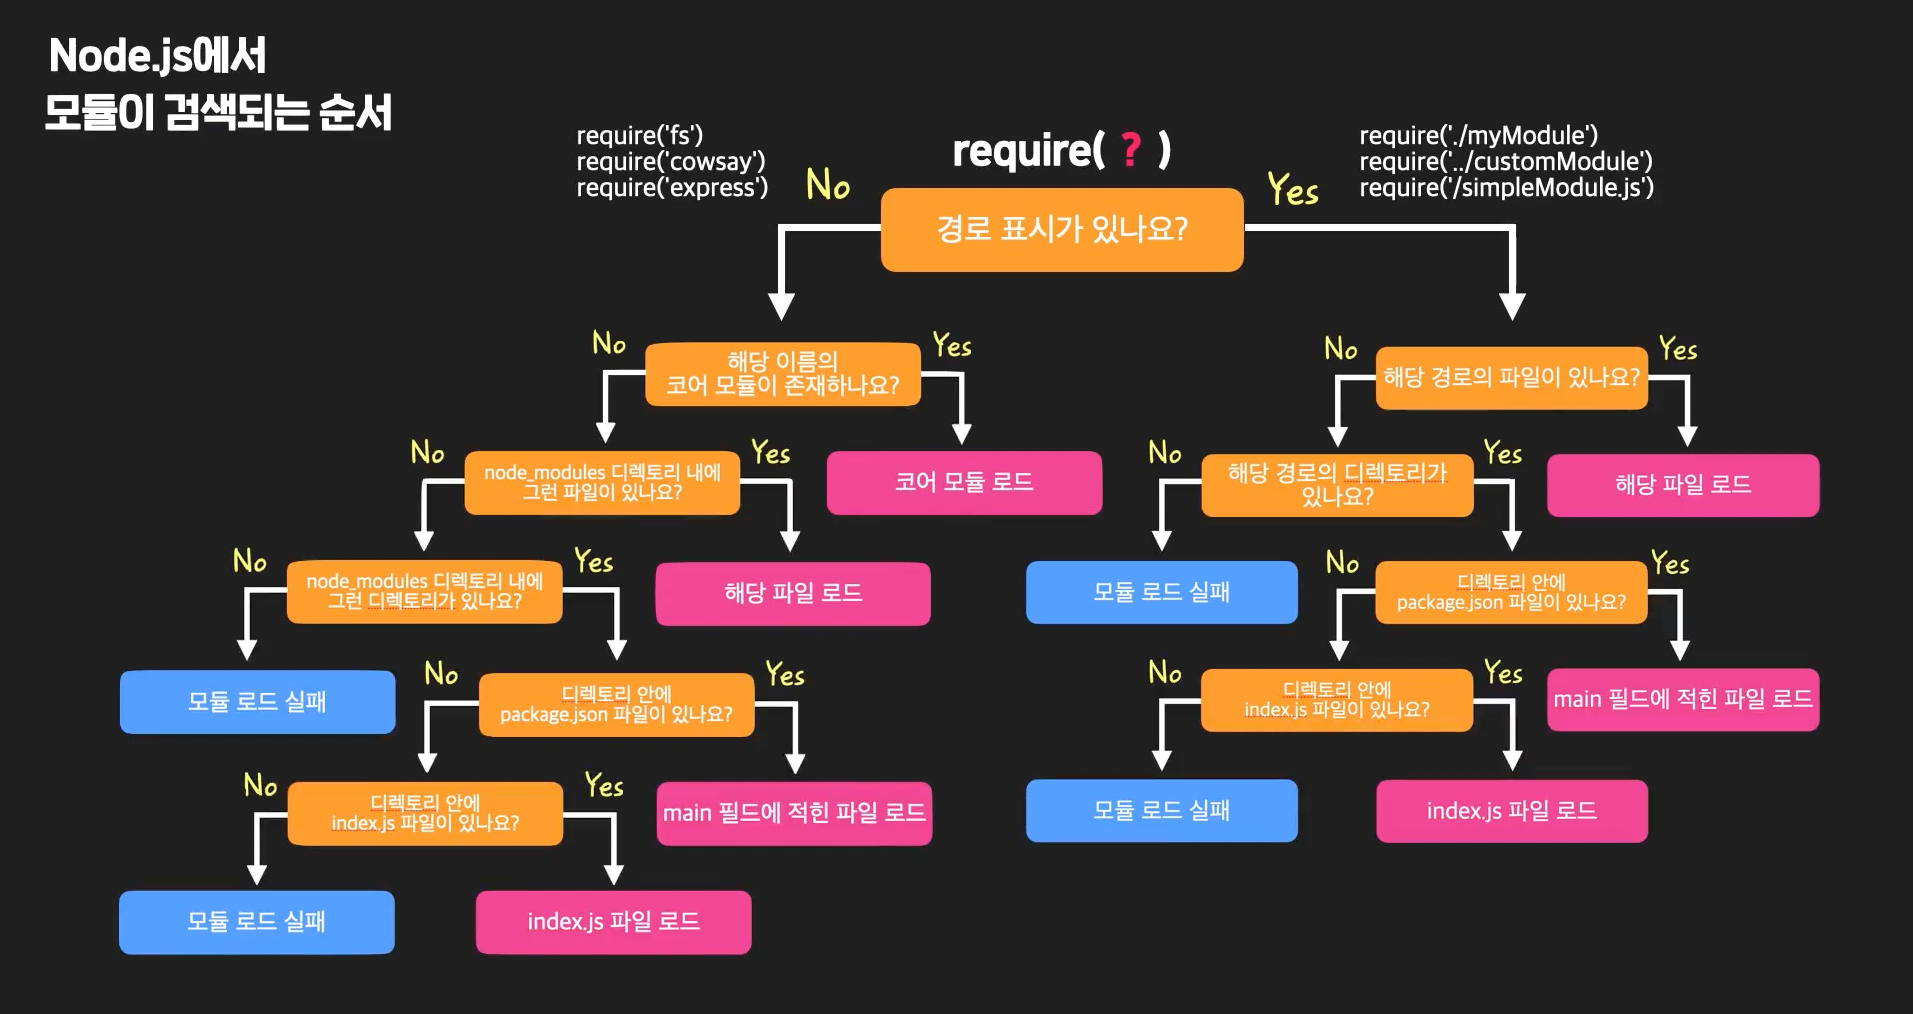 Node.js에서
모듈이 검색되는 순서
require('fs')
require('cowsay')
require('express')
No
require( ? )
Yes
require('./myModule')
require('../customModule')
require('/simpleModule.js')
경로 표시가 있나요?
No
해당 이름의
코어 모듈이 존재하나요?
Yes
No
해당 경로의 파일이 있나요?
Yes
No
node_modules 디렉토리 내에
그런 파일이 있나요?
Yes
코어 모듈 로드
No
해당 경로의 디렉토리가
있나요?
Yes
해당 파일 로드
No
node_modules 디렉토리 내에
그런 디렉토리가 있나요?
Yes
해당 파일 로드
모듈 로드 실패
No
디렉토리 안에
package.json 파일이 있나요?
Yes
모듈 로드 실패
No
디렉토리 안에
package.json 파일이 있나요?
Yes
No
디렉토리 안에
index.js 파일이 있나요?
Yes
main 필드에 적힌 파일 로드
No
디렉토리 안에
index.js 파일이 있나요?
Yes
main 필드에 적힌 파일 로드
모듈 로드 실패
index.js 파일 로드
모듈 로드 실패
index.js 파일 로드